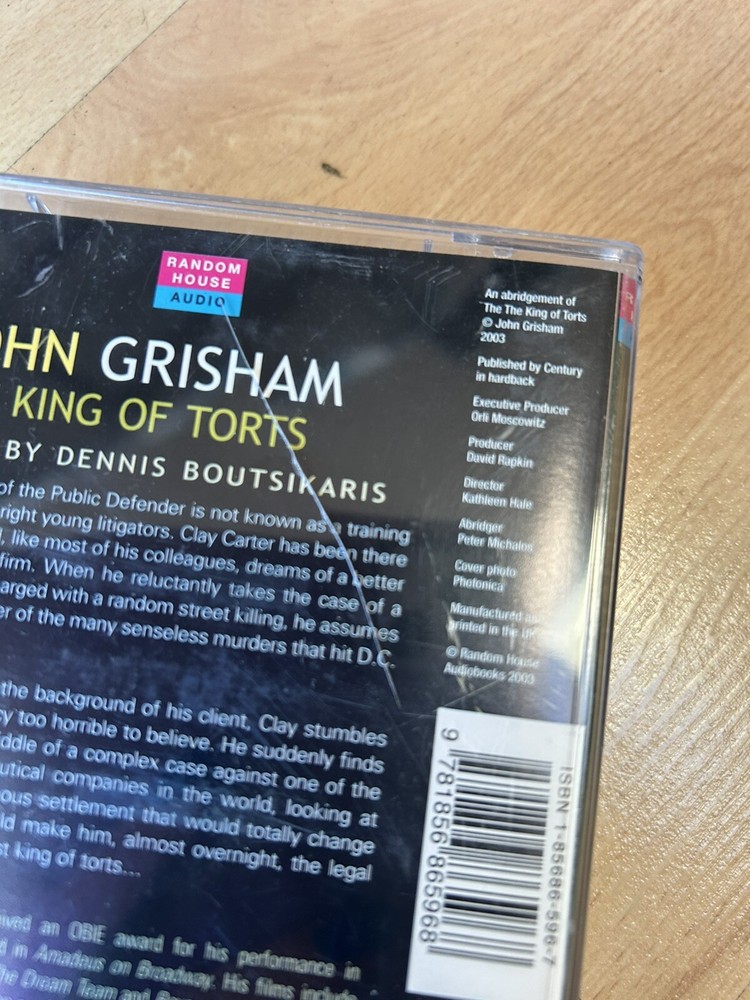 RANDOM
HOUSE
AUDIO
OHN GRISHAM
KING OF TORTS
BY DENNIS BOUTSIKARIS
of the Public Defender is not known as a training
right young litigators. Clay Carter has been there
, like most of his colleagues, dreams of a better
firm. When he reluctantly takes the case of a
arged with a random street killing, he assumes
er of the many senseless murders that hit D.C.
the background of his client, Clay stumbles
cy too horrible to believe. He suddenly finds
iddle of a complex case against one of the
utical companies in the world, looking at
ous settlement that would totally change
ld make him, almost overnight, the legal
st king of torts....
ived an OBIE award for his performance in
d in Amadeus on Broadway. His films include
The Dream Team and
An abridgement of
The The King of Torts
© John Grisham
2003
Published by Century
in hardback
Executive Producer
Orli Moscowitz
Producer
David Rapkin
Director
Kathleen Hale
Abridger
Peter Michalos
Cover photo
Photonica
Manufactured and
printed in the UK
© Random House
Audiobooks 2003
ISBN 1-85686-596-7
9 781856 865968